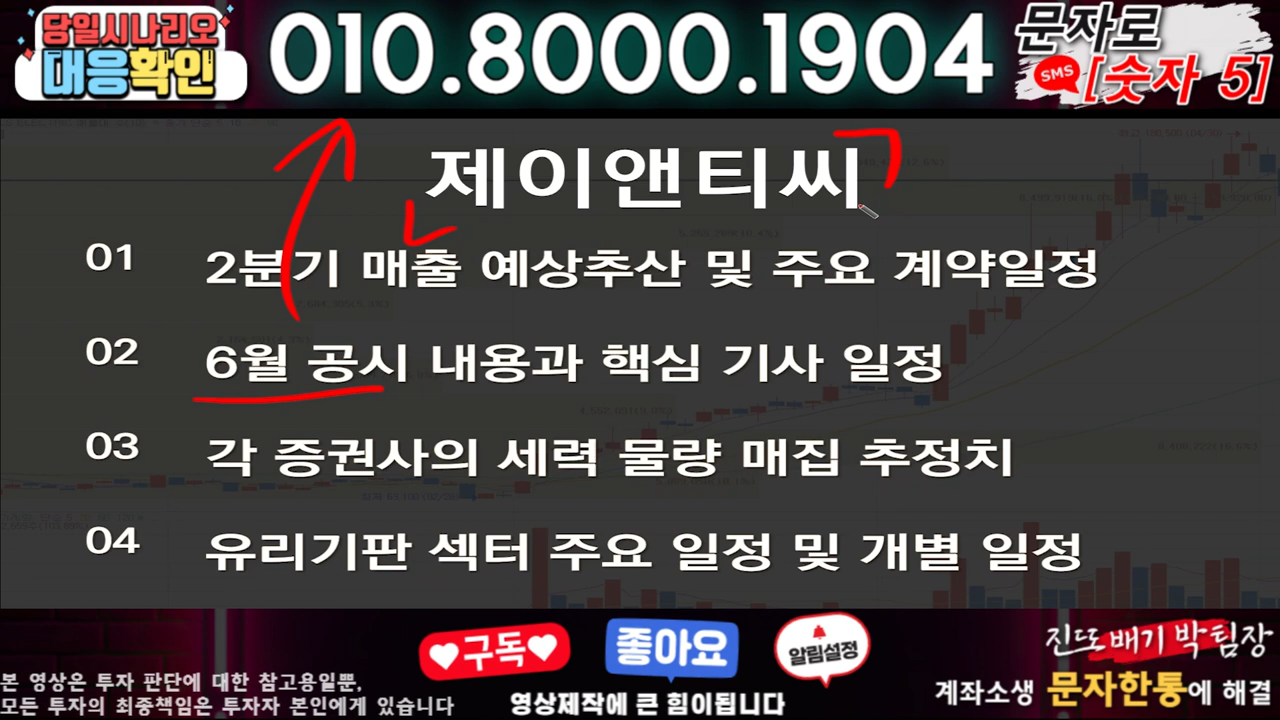 당일시나리오
대응확인
010.8000.1904
문자로
SMS
[숫자 5]
제이앤티씨
01 2분기 매출 예상추산 및 주요 계약일정
02 6월 공시 내용과 핵심 기사 일정
03 각 증권사의 세력 물량 매집 추정치
04 유리기판 섹터 주요 일정 및 개별 일정
구독
좋아요
알림설정
영상제작에 큰 힘이됩니다
본 영상은 투자 판단에 대한 참고용일뿐,
모든 투자의 최종책임은 투자자 본인에게 있습니다
진또배기 박팀장
계좌소생 문자한통에 해결